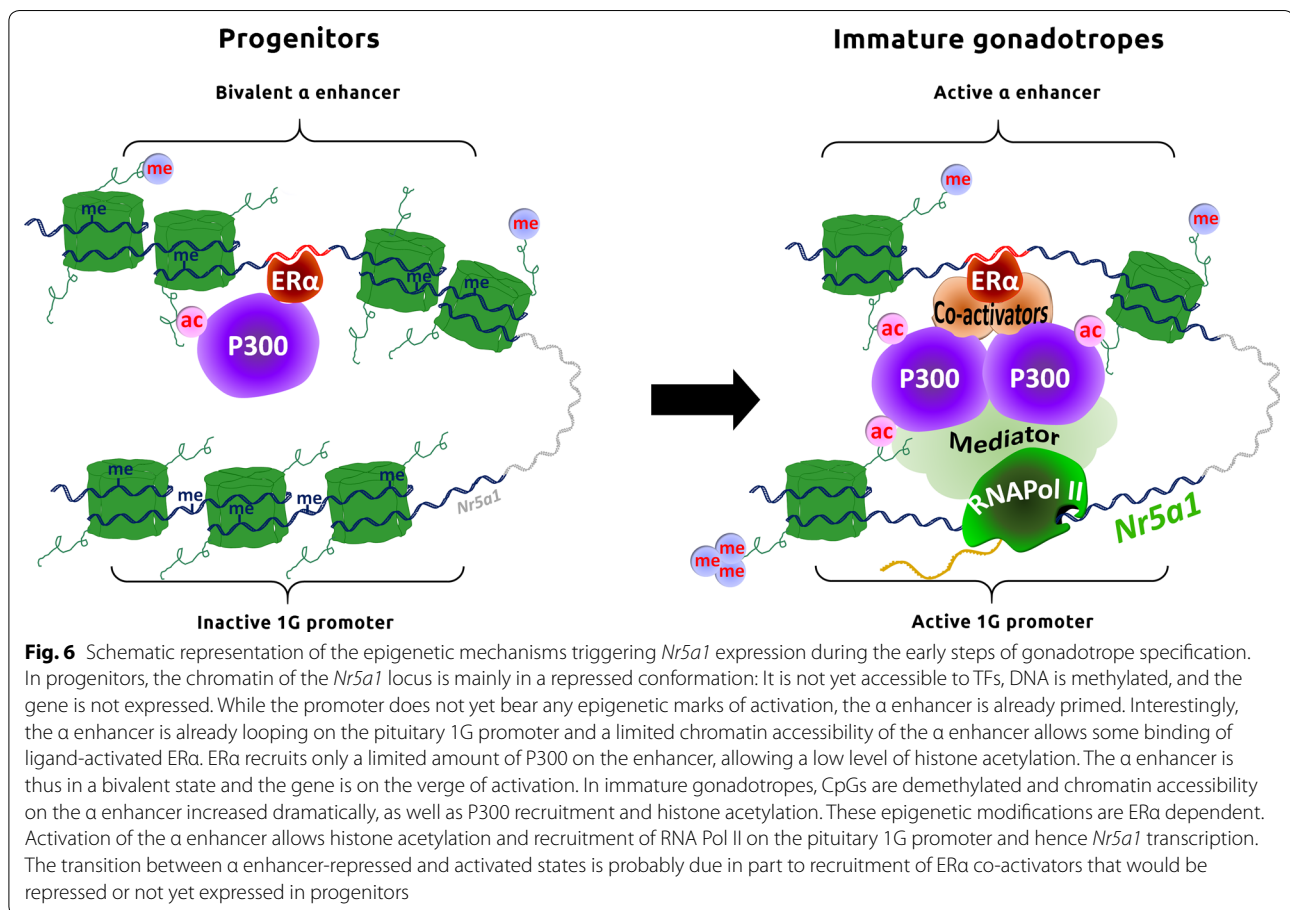 Progenitors
Immature gonadotropes
Bivalent α enhancer
Active α enhancer
me
me
me
me
me
me
me
me
ERα
ERα
Co-activators
ac
ac
ac
P300
P300
P300
Mediator
ac
RNAPol II
me
me
me
me
me
me
me
me
Nr5a1
Nr5a1
Inactive 1G promoter
Active 1G promoter
Fig. 6 Schematic representation of the epigenetic mechanisms triggering Nr5a1 expression during the early steps of gonadotrope specification.
In progenitors, the chromatin of the Nr5a1 locus is mainly in a repressed conformation: It is not yet accessible to TFs, DNA is methylated, and the
gene is not expressed. While the promoter does not yet bear any epigenetic marks of activation, the α enhancer is already primed. Interestingly,
the α enhancer is already looping on the pituitary 1G promoter and a limited chromatin accessibility of the α enhancer allows some binding of
ligand-activated ERα. ERα recruits only a limited amount of P300 on the enhancer, allowing a low level of histone acetylation. The α enhancer is
thus in a bivalent state and the gene is on the verge of activation. In immature gonadotropes, CpGs are demethylated and chromatin accessibility
on the α enhancer increased dramatically, as well as P300 recruitment and histone acetylation. These epigenetic modifications are ERα dependent.
Activation of the α enhancer allows histone acetylation and recruitment of RNA Pol II on the pituitary 1G promoter and hence Nr5a1 transcription.
The transition between α enhancer-repressed and activated states is probably due in part to recruitment of ERα co-activators that would be
repressed or not yet expressed in progenitors